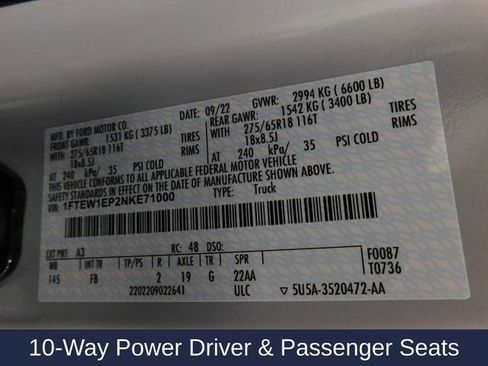 MFD. BY FORD MOTOR CO.
09/22 GVWR: 2994 KG ( 6600 LB)
FRONT GAWR: 1531 KG ( 3375 LB)
REAR GAWR: 1542 KG ( 3400 LB)
WITH 275/65R18 116T TIRES
WITH 275/65R18 116T TIRES
18x8.5J RIMS
18x8.5J RIMS
AT 240 kPa/ 35 PSI COLD
AT 240 kPa/ 35 PSI COLD
THIS VEHICLE CONFORMS TO ALL APPLICABLE FEDERAL MOTOR VEHICLE
SAFETY STANDARDS IN EFFECT ON THE DATE OF MANUFACTURE SHOWN ABOVE.
VIN: 1FTEW1EP2NKE71000
TYPE: Truck
EXT PNT: A3 RC: 48 DSO: F0087
WB INT TR TP/PS R AXLE TR SPR T0736
145 FB 2 19 G 22AA
2202209022641 ULC ▽ 5U5A-3520472-AA
10-Way Power Driver & Passenger Seats